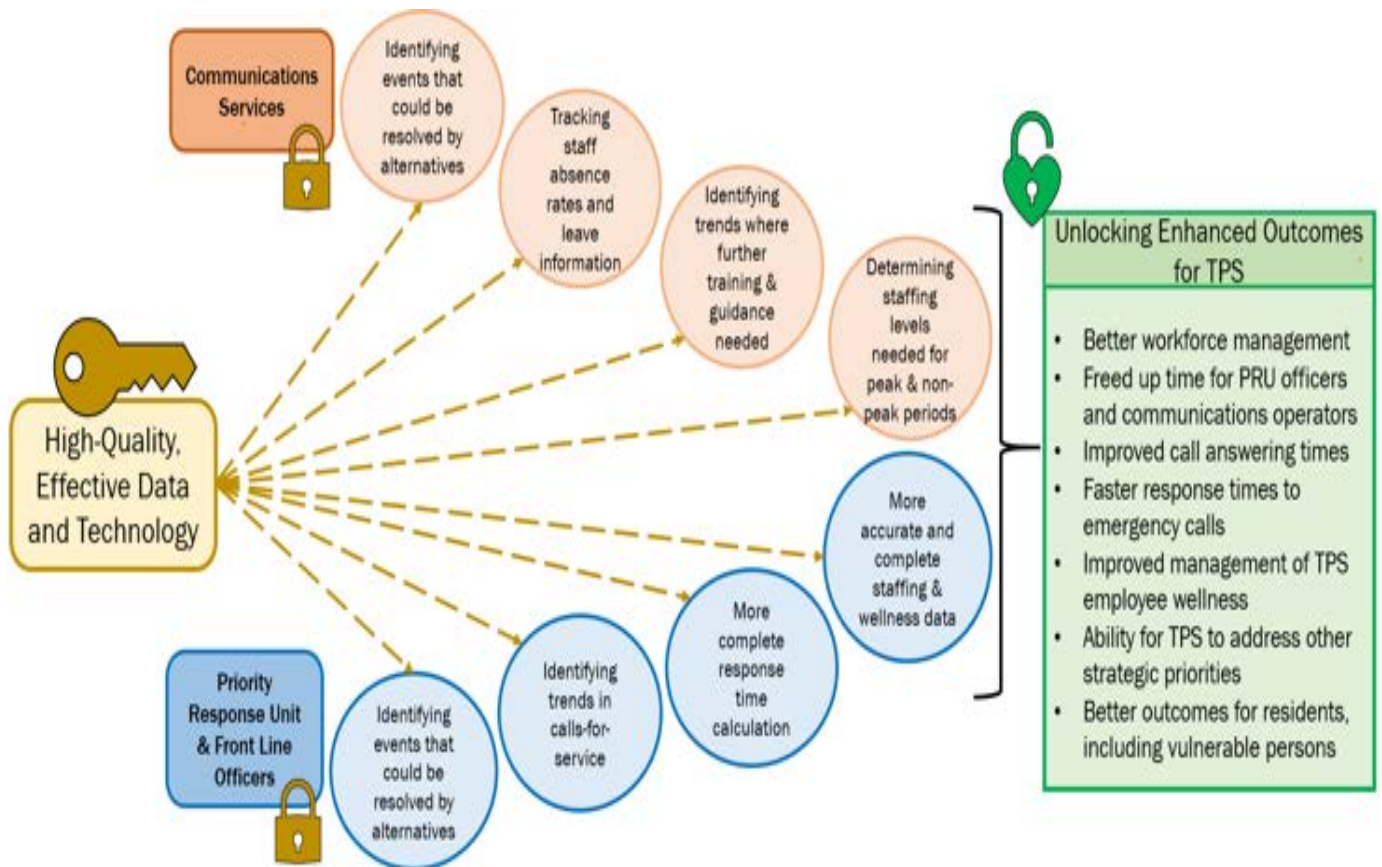 Communications
Services
Identifying
events that
could be
resolved by
alternatives
Tracking
staff
absence
rates and
leave
information
Identifying
trends where
further
training &
guidance
needed
Determining
staffing
levels
needed for
peak & non-
peak periods
High-Quality,
Effective Data
and Technology
Priority
Response Unit
& Front Line
Officers
Identifying
events that
could be
resolved by
alternatives
Identifying
trends in
calls-for-
service
More
complete
response
time
calculation
More
accurate and
complete
staffing &
wellness data
Unlocking Enhanced Outcomes
for TPS
• Better workforce management
• Freed up time for PRU officers
and communications operators
• Improved call answering times
• Faster response times to
emergency calls
• Improved management of TPS
employee wellness
• Ability for TPS to address other
strategic priorities
• Better outcomes for residents,
including vulnerable persons